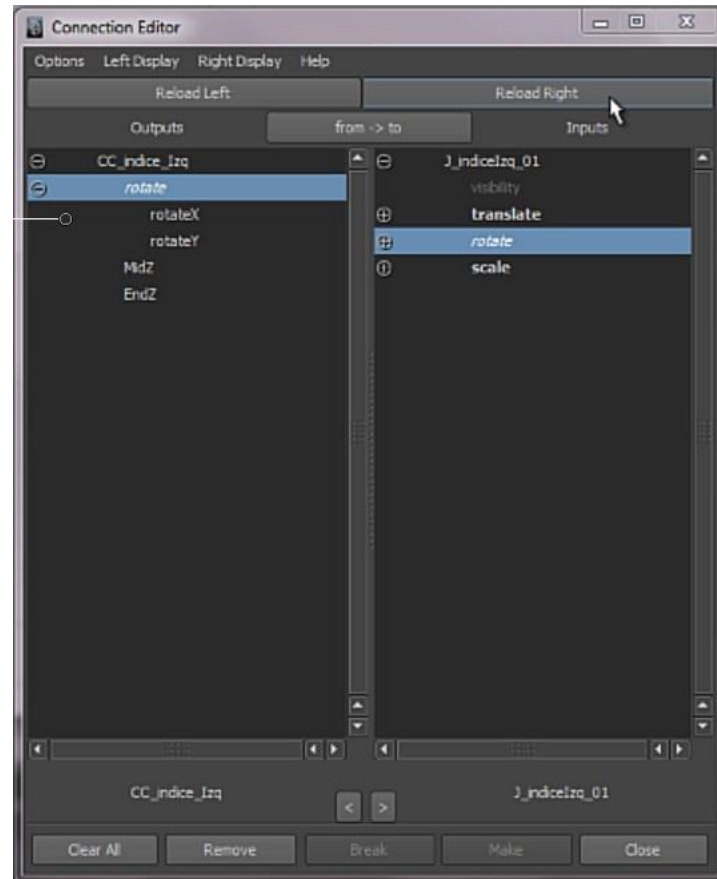 Connection Editor
Options Left Display Right Display Help
Reload Left Reload Right
Outputs from -> to Inputs
CC_indice_Izq J_indiceIzq_01
rotate visibility
rotateX translate
rotateY rotate
MidZ scale
EndZ
CC_indice_Izq < > J_indiceIzq_01
Clear All Remove Break Make Close